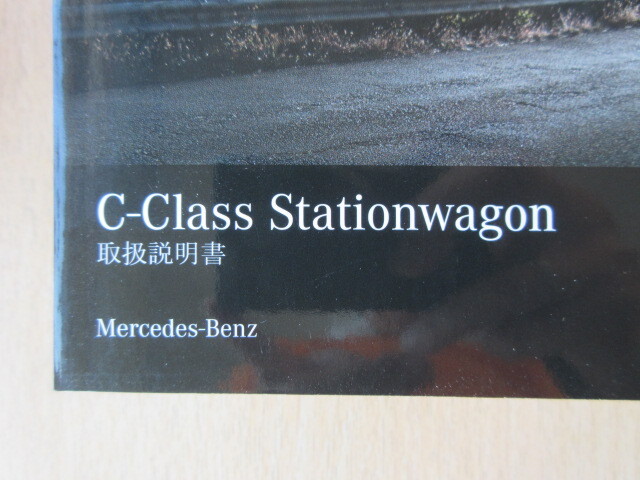 C-Class Stationwagon
取扱説明書
Mercedes-Benz